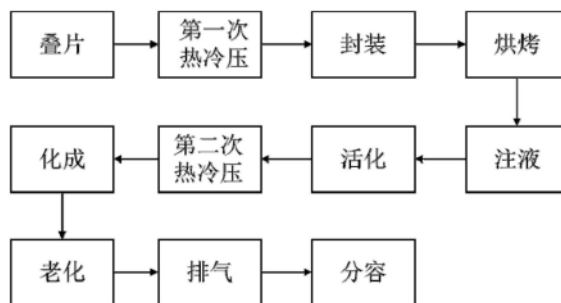 叠片
第一次
热冷压
封装
烘烤
化成
第二次
热冷压
活化
注液
老化
排气
分容